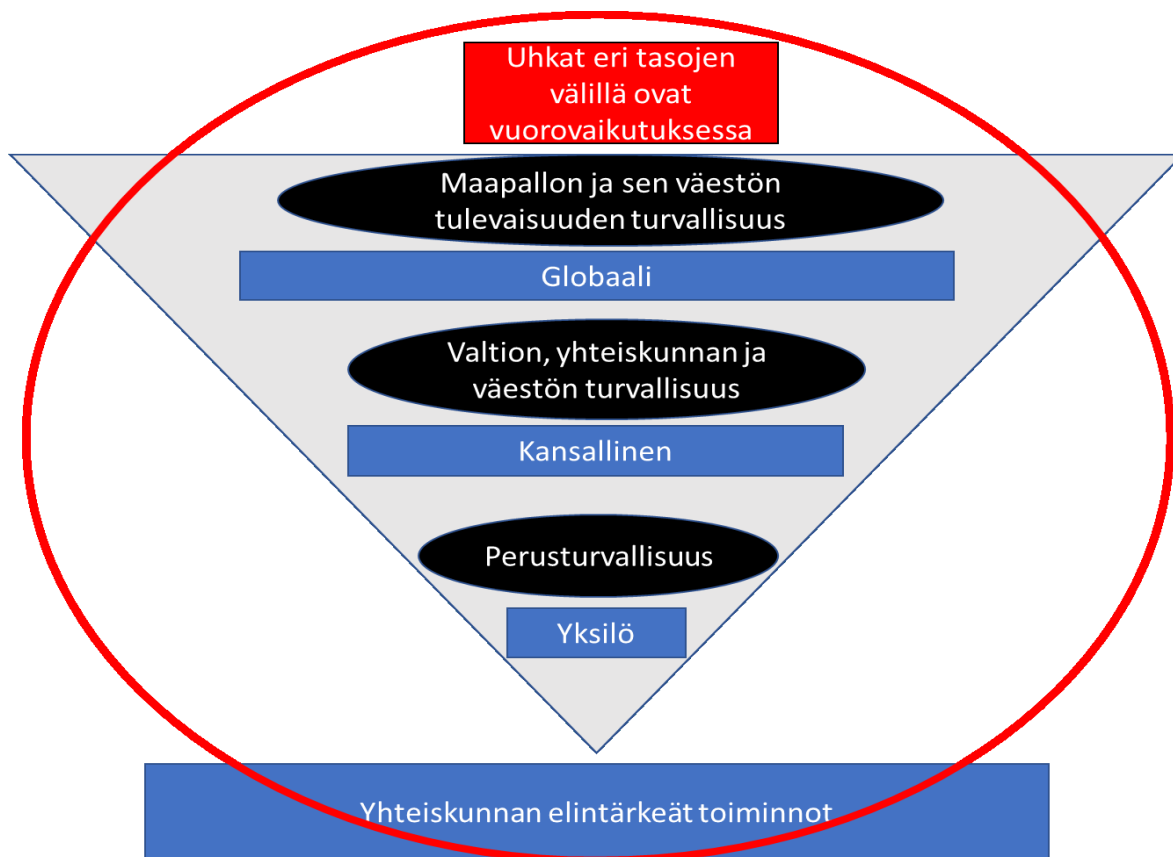 Uhkat eri tasojen
välillä ovat
vuorovaikutuksessa
Maapallon ja sen väestön
tulevaisuuden turvallisuus
Globaali
Valtion, yhteiskunnan ja
väestön turvallisuus
Kansallinen
Perusturvallisuus
Yksilö
Yhteiskunnan elintärkeät toiminnot